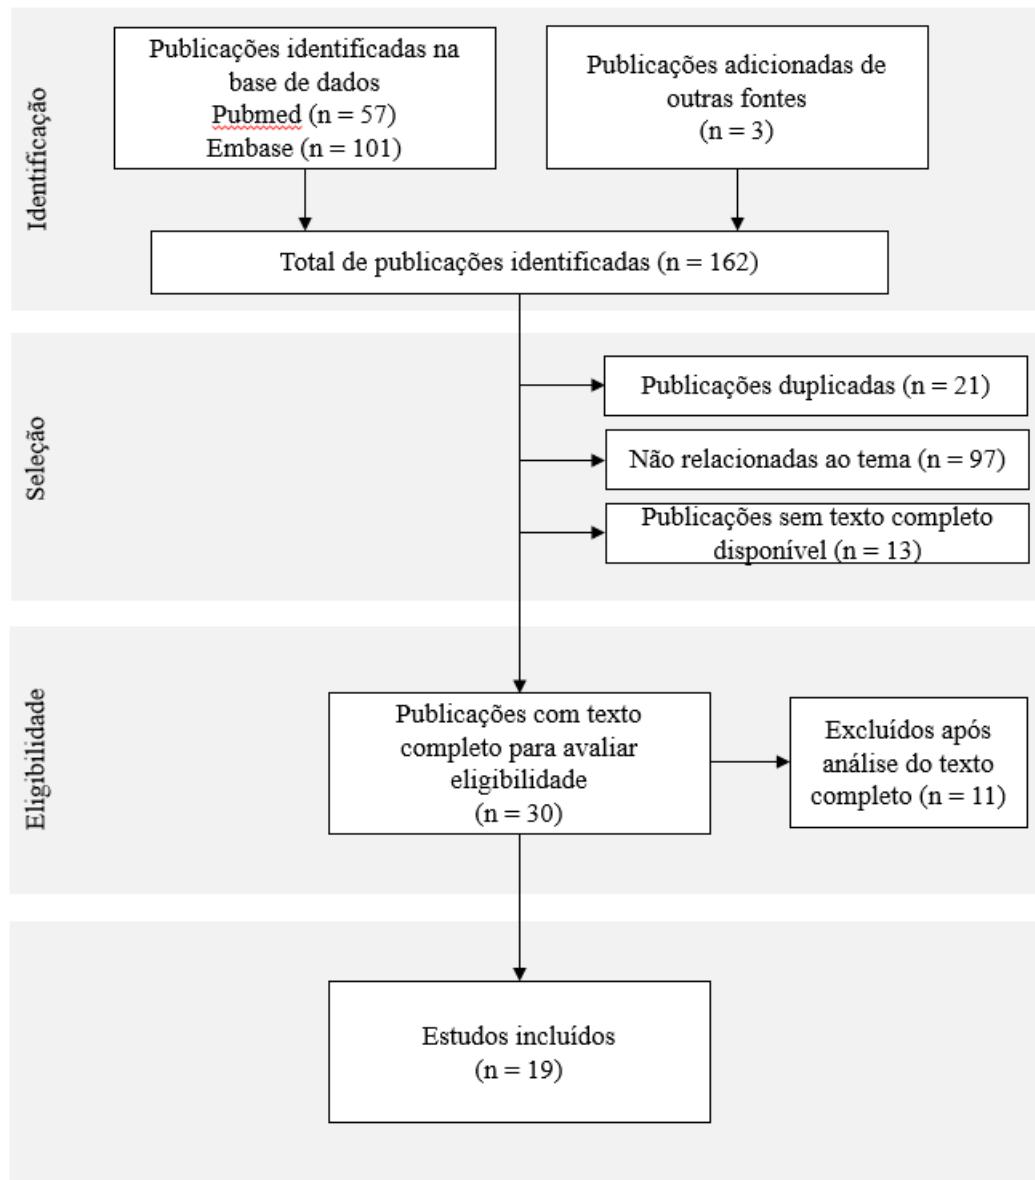 Identificação
Publicações identificadas na
base de dados
Pubmed (n = 57)
Embase (n = 101)
Publicações adicionadas de
outras fontes
(n = 3)
Total de publicações identificadas (n = 162)
Seleção
Publicações duplicadas (n = 21)
Não relacionadas ao tema (n = 97)
Publicações sem texto completo
disponível (n = 13)
Eligibilidade
Publicações com texto
completo para avaliar
eligibilidade
(n = 30)
Excluídos após
análise do texto
completo (n = 11)
Estudos incluídos
(n = 19)